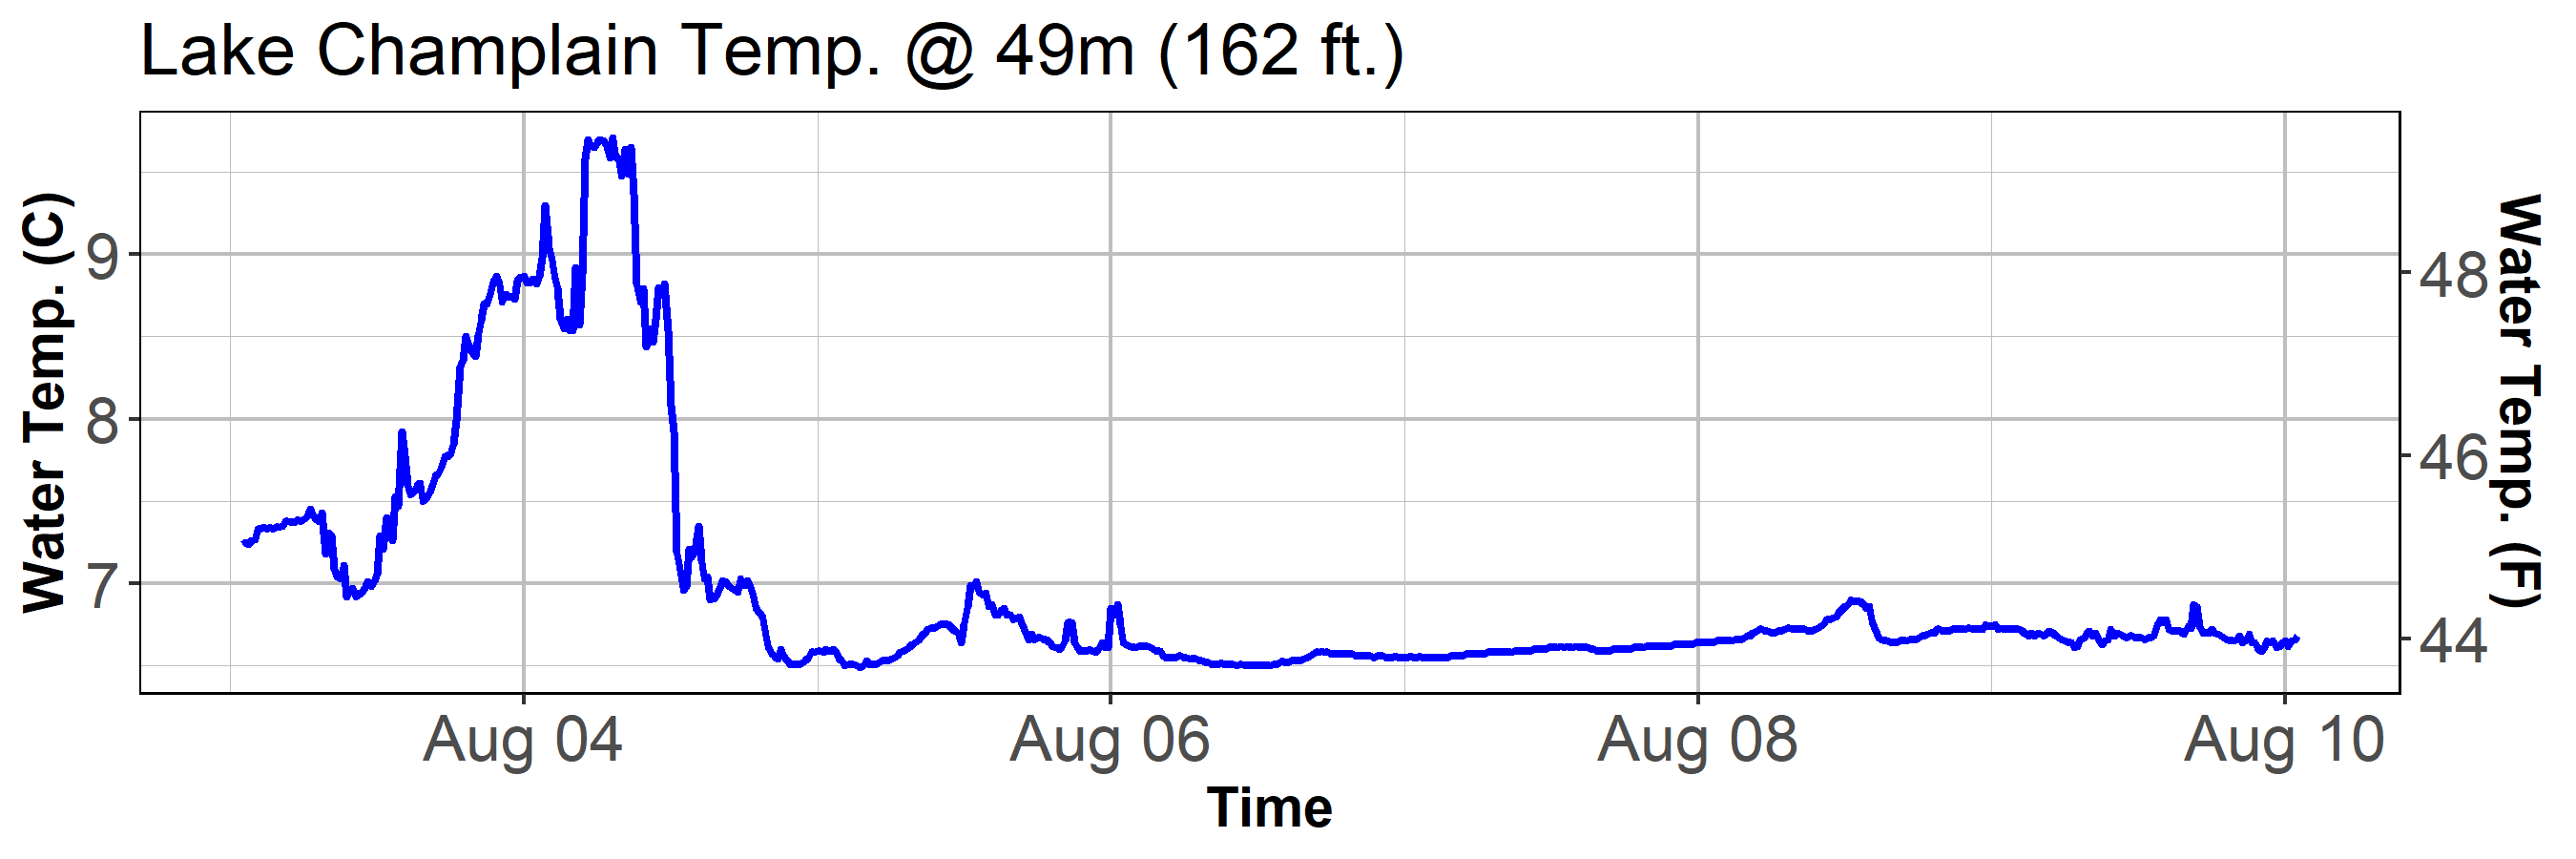 Lake Champlain Temp. @ 49m (162 ft.)
Water Temp. (C)
9
8
7
48
46
44
Water Temp. (F)
Aug 04
Aug 06
Aug 08
Aug 10
Time